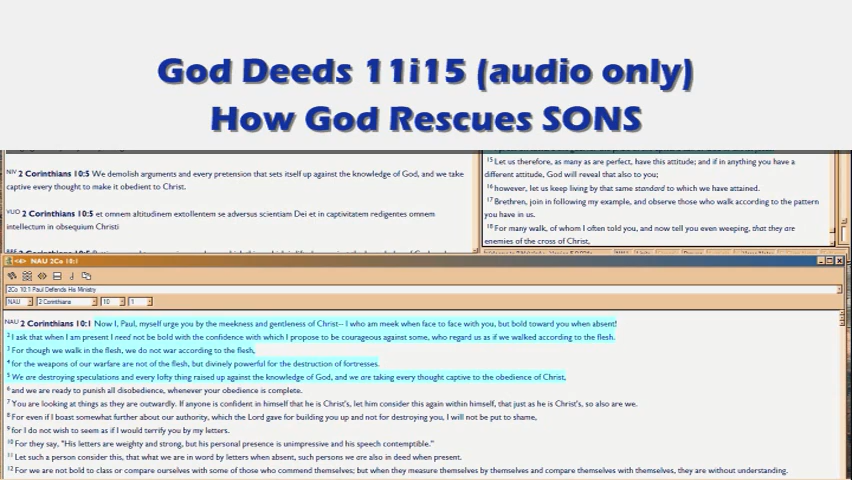 God Deeds 11i15 (audio only)
How God Rescues SONS
NIV 2 Corinthians 10:5 We demolish arguments and every pretension that sets itself up against the knowledge of God, and we take
captive every thought to make it obedient to Christ.
VUO 2 Corinthians 10:5 et omnem altitudinem extollentem se adversus scientiam Dei et in captivitatem redigentes omnem
intellectum in obsequium Christi
15 Let us therefore, as many as are perfect, have this attitude; and if in anything you have a
different attitude, God will reveal that also to you;
16 however, let us keep living by that same standard to which we have attained.
17 Brethren, join in following my example, and observe those who walk according to the pattern
you have in us.
18 For many walk, of whom I often told you, and now tell you even weeping, that they are
enemies of the cross of Christ,
NAU 2Co 10:1
2Co 10:1 Paul Defends His Ministry
NAU 2 Corinthians 10 1
NAU 2 Corinthians 10:1 Now I, Paul, myself urge you by the meekness and gentleness of Christ-- I who am meek when face to face with you, but bold toward you when absent!
2 I ask that when I am present I need not be bold with the confidence with which I propose to be courageous against some, who regard us as if we walked according to the flesh.
3 For though we walk in the flesh, we do not war according to the flesh,
4 for the weapons of our warfare are not of the flesh, but divinely powerful for the destruction of fortresses.
5 We are destroying speculations and every lofty thing raised up against the knowledge of God, and we are taking every thought captive to the obedience of Christ,
6 and we are ready to punish all disobedience, whenever your obedience is complete.
7 You are looking at things as they are outwardly. If anyone is confident in himself that he is Christ's, let him consider this again within himself, that just as he is Christ's, so also are we.
8 For even if I boast somewhat further about our authority, which the Lord gave for building you up and not for destroying you, I will not be put to shame,
9 for I do not wish to seem as if I would terrify you by my letters.
10 For they say, "His letters are weighty and strong, but his personal presence is unimpressive and his speech contemptible."
11 Let such a person consider this, that what we are in word by letters when absent, such persons we are also in deed when present.
12 For we are not bold to class or compare ourselves with some of those who commend themselves; but when they measure themselves by themselves and compare themselves with themselves, they are without understanding.